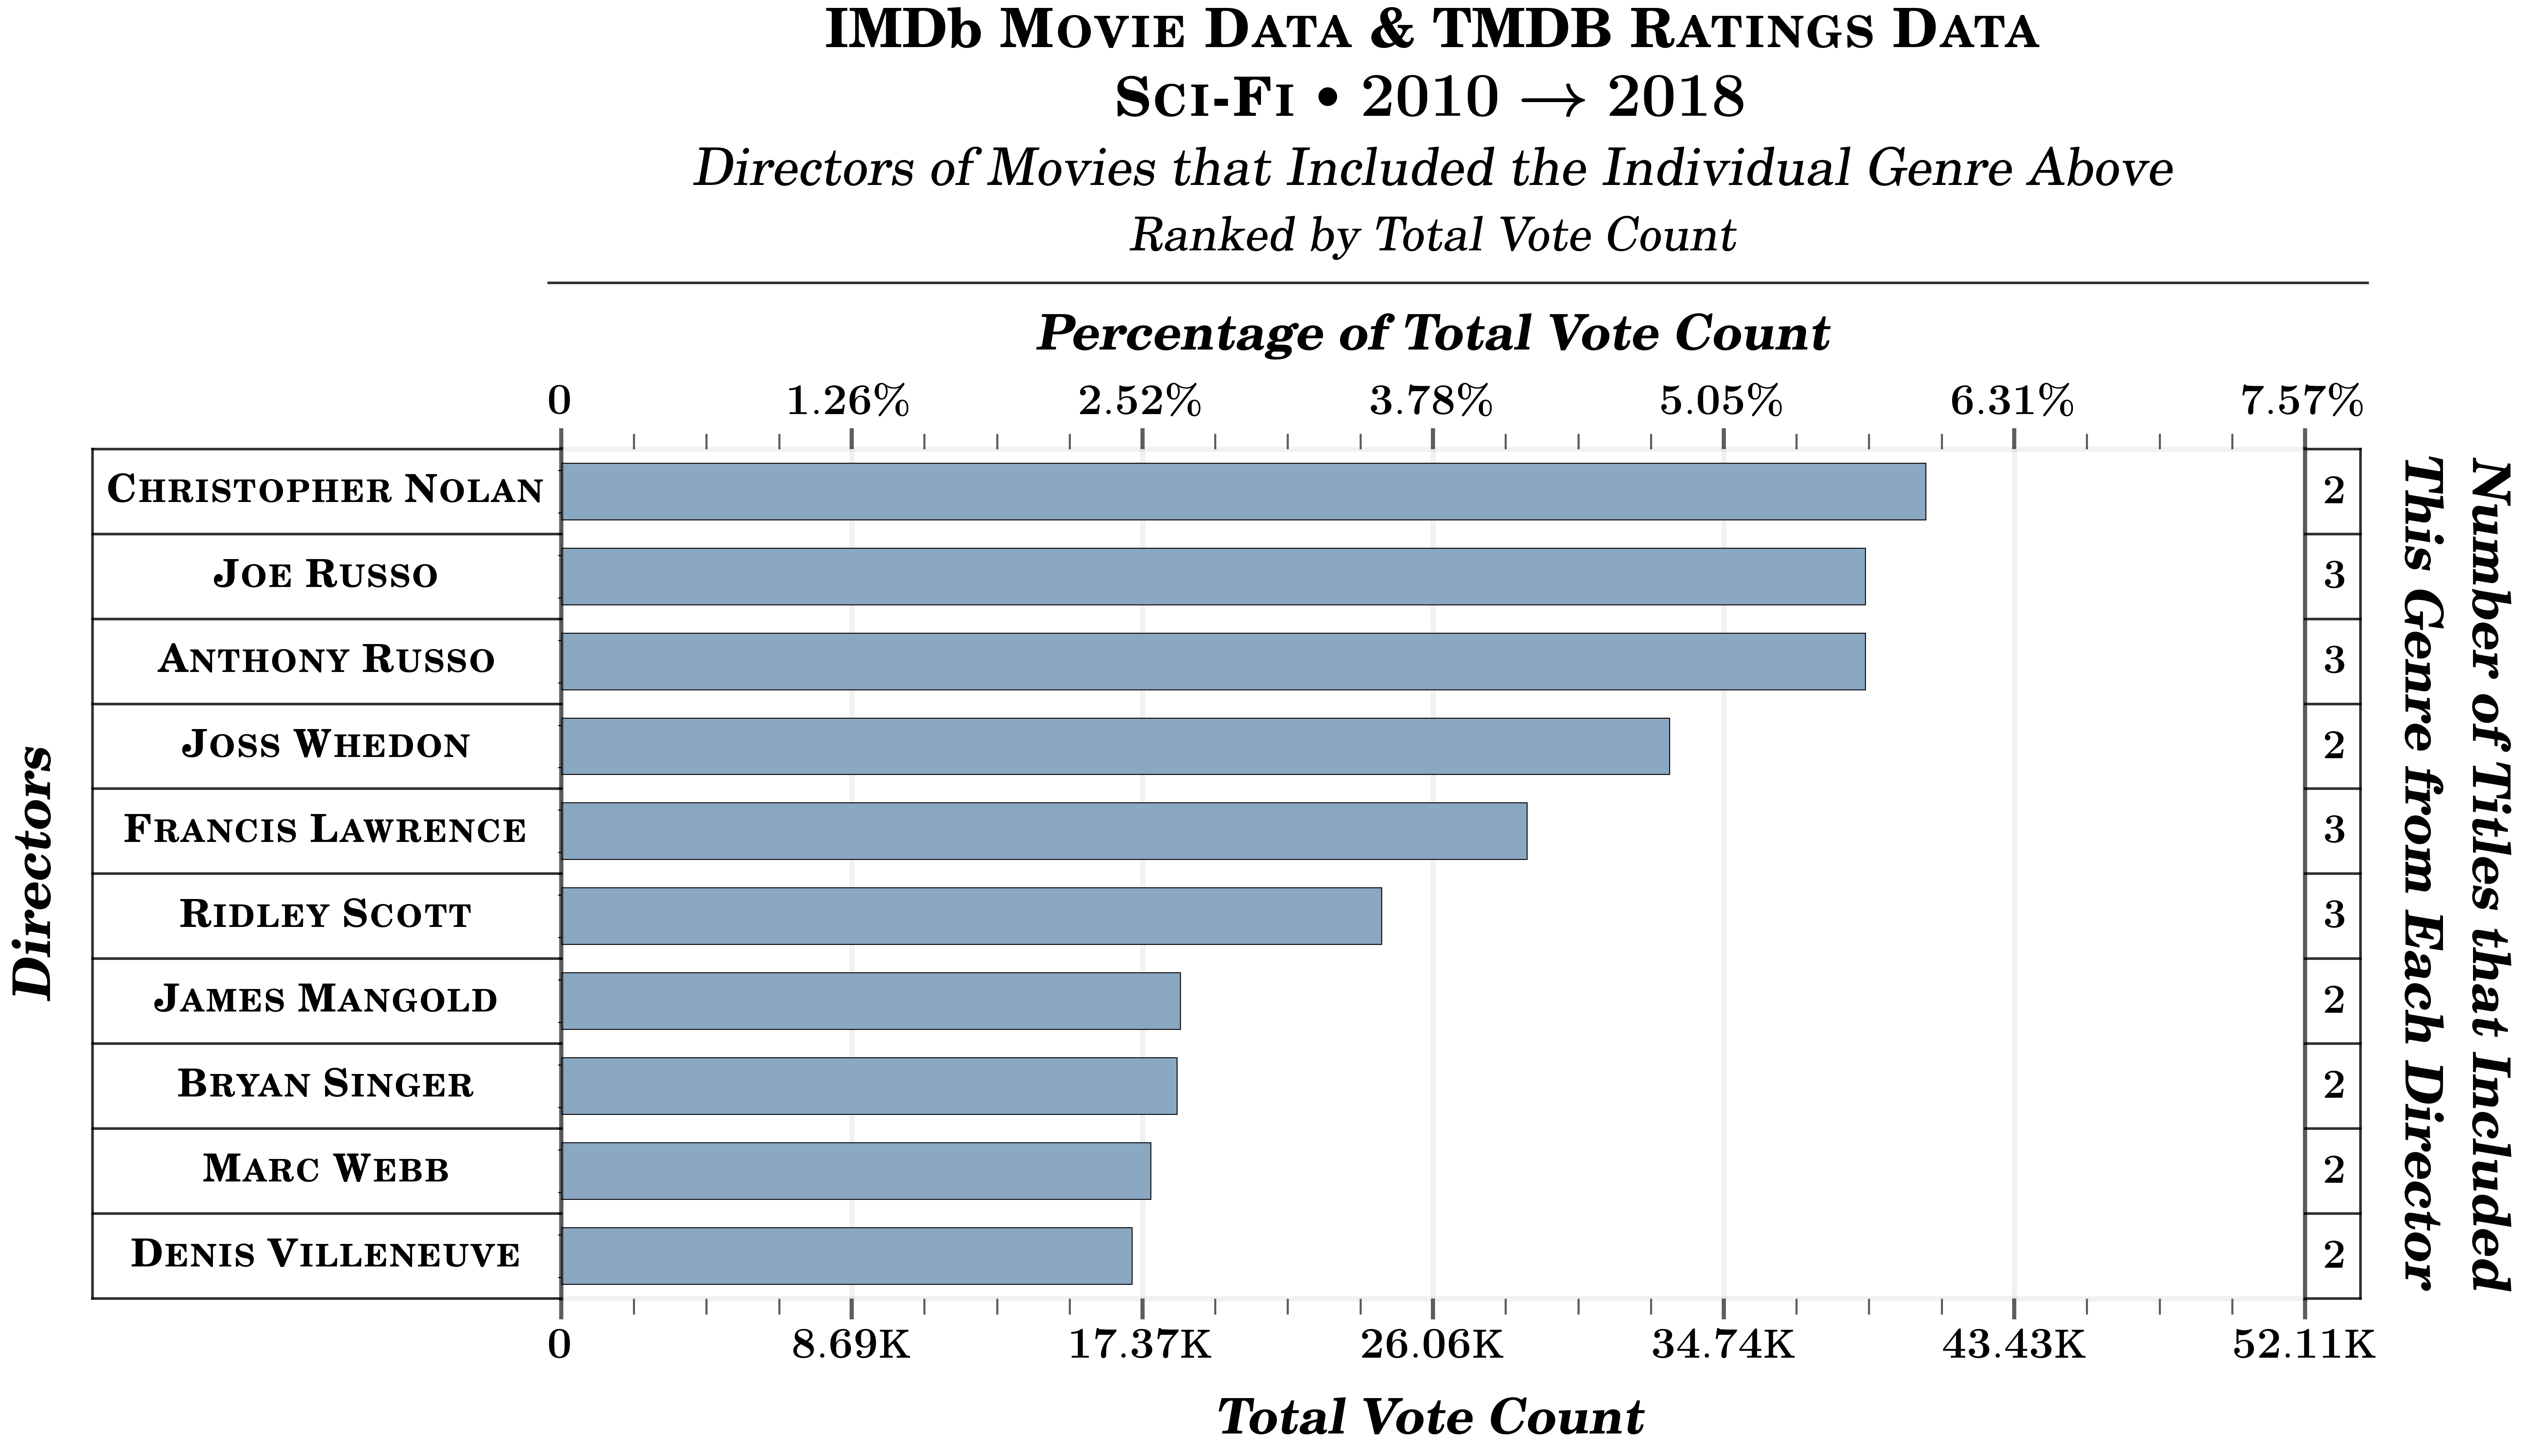 IMDb Movie Data & TMDB Ratings Data
Sci-Fi • 2010 → 2018
Directors of Movies that Included the Individual Genre Above
Ranked by Total Vote Count
Percentage of Total Vote Count
0 1.26% 2.52% 3.78% 5.05% 6.31% 7.57%
Directors
Christopher Nolan 2
Joe Russo 3
Anthony Russo 3
Joss Whedon 2
Francis Lawrence 3
Ridley Scott 3
James Mangold 2
Bryan Singer 2
Marc Webb 2
Denis Villeneuve 2
Number of Titles that Included
This Genre from Each Director
0 8.69K 17.37K 26.06K 34.74K 43.43K 52.11K
Total Vote Count